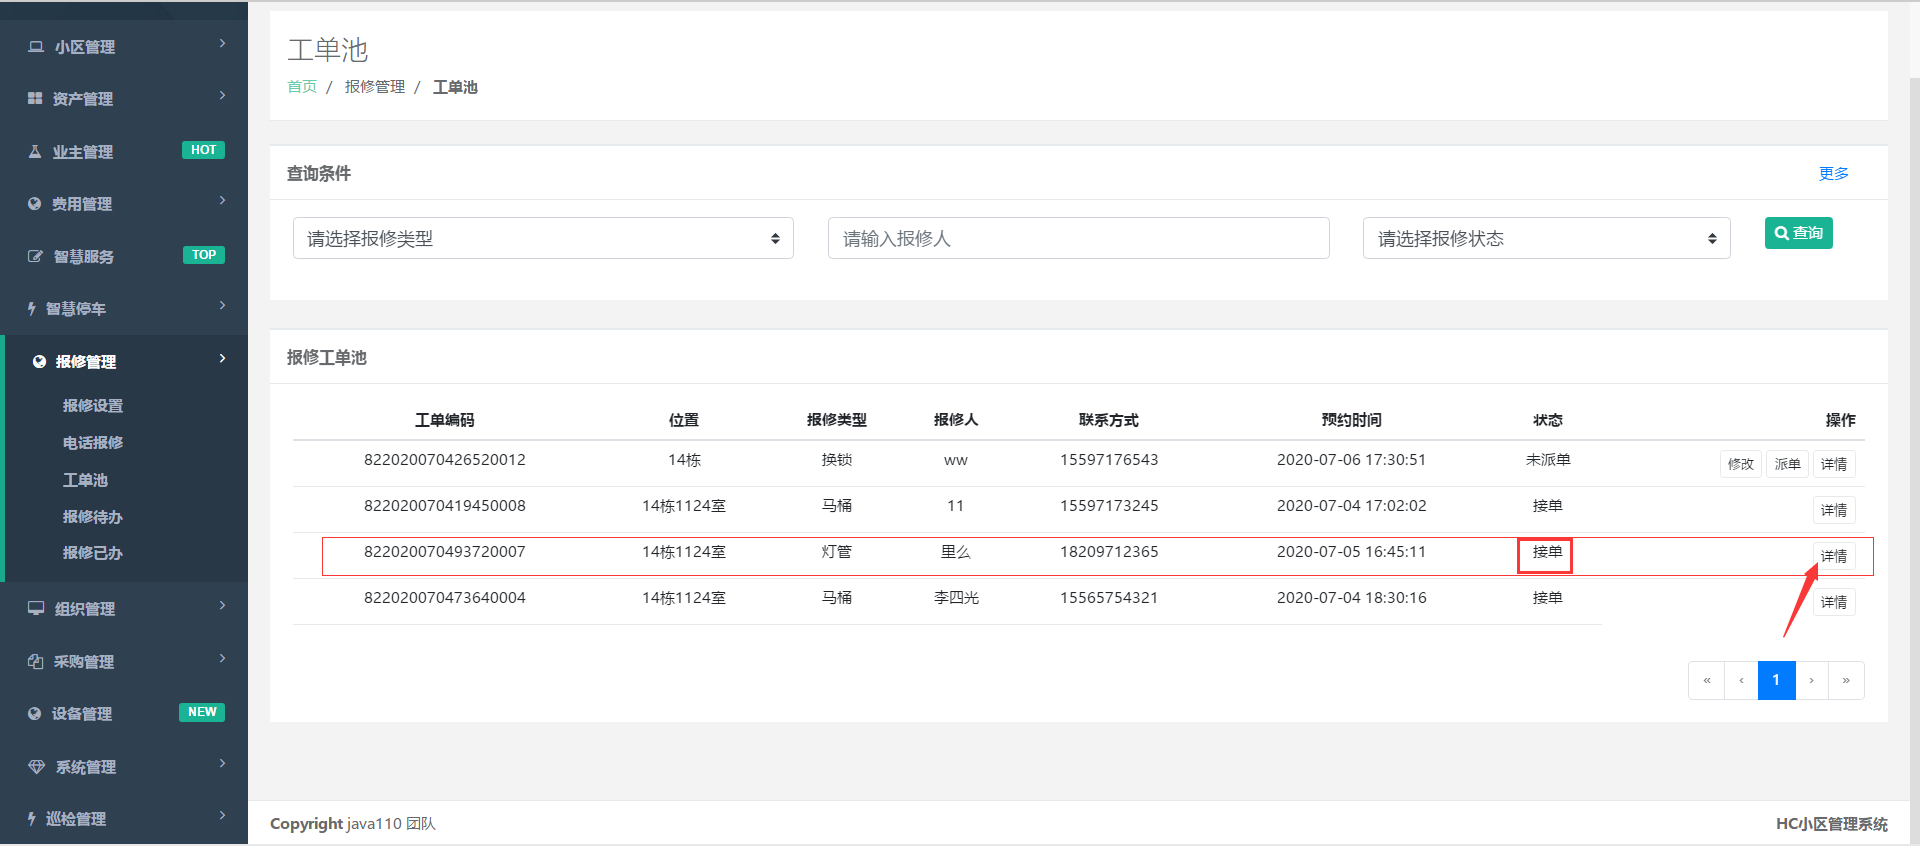 小区管理
资产管理
业主管理 HOT
费用管理
智慧服务 TOP
智慧停车
报修管理
报修设置
电话报修
工单池
报修待办
报修已办
组织管理
采购管理
设备管理 NEW
系统管理
巡检管理
工单池
首页 / 报修管理 / 工单池
查询条件 更多
请选择报修类型 请输入报修人 请选择报修状态 查询
报修工单池
工单编码 位置 报修类型 报修人 联系方式 预约时间 状态 操作
822020070426520012 14栋 换锁 ww 15597176543 2020-07-06 17:30:51 未派单 修改 派单 详情
822020070419450008 14栋1124室 马桶 11 15597173245 2020-07-04 17:02:02 接单 详情
822020070493720007 14栋1124室 灯管 里么 18209712365 2020-07-05 16:45:11 接单 详情
822020070473640004 14栋1124室 马桶 李四光 15565754321 2020-07-04 18:30:16 接单 详情
« ‹ 1 › »
Copyright java110 团队 HC小区管理系统